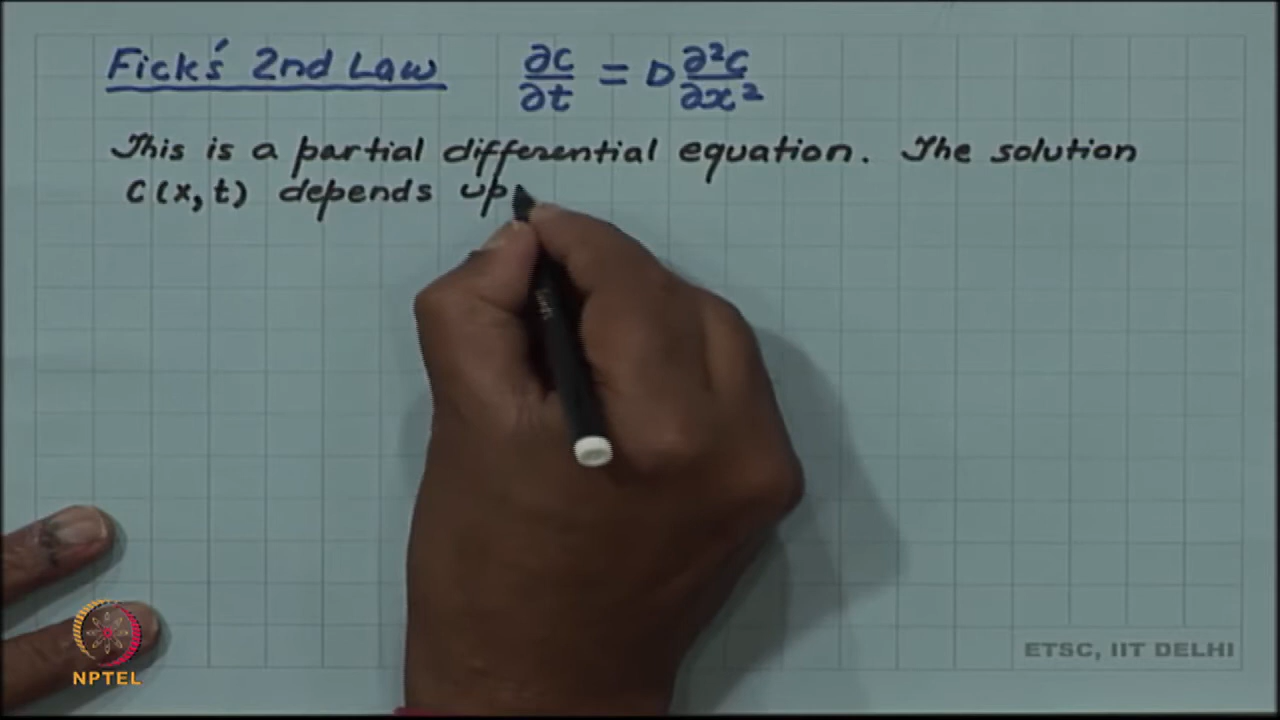 Fick's 2nd Law ∂C/∂t = D ∂²C/∂x²
This is a partial differential equation. The solution
C(x,t) depends up
NPTEL
ETSC, IIT DELHI